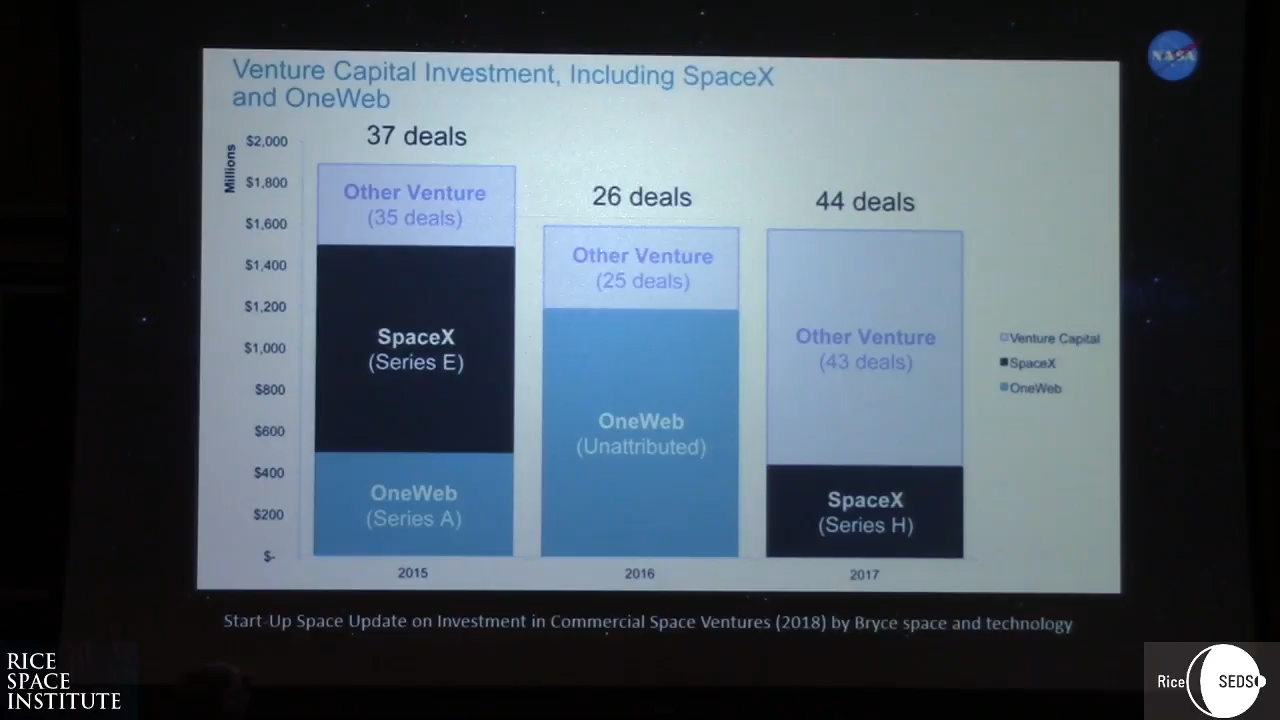 Venture Capital Investment, Including SpaceX
and OneWeb
NASA
Millions
$2,000
$1,800
$1,600
$1,400
$1,200
$1,000
$800
$600
$400
$200
$-
37 deals
Other Venture
(35 deals)
SpaceX
(Series E)
OneWeb
(Series A)
2015
26 deals
Other Venture
(25 deals)
OneWeb
(Unattributed)
2016
44 deals
Other Venture
(43 deals)
SpaceX
(Series H)
2017
Venture Capital
SpaceX
OneWeb
Start-Up Space Update on Investment in Commercial Space Ventures (2018) by Bryce space and technology
RICE
SPACE
INSTITUTE
Rice SEDS